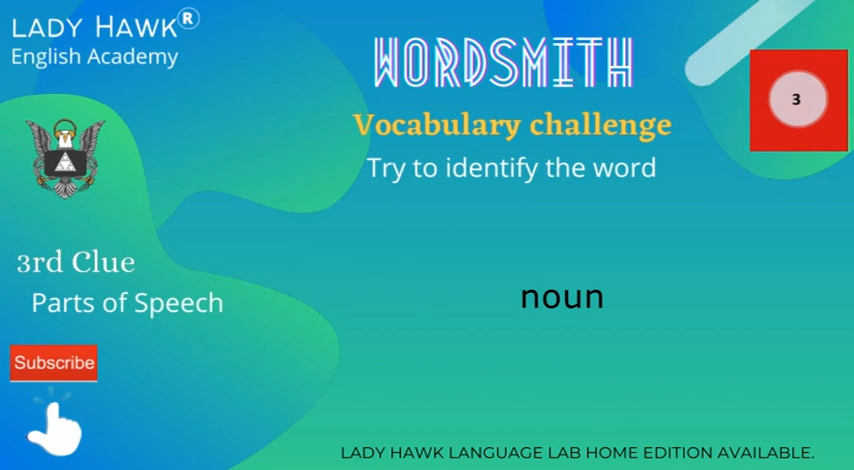 LADY HAWK®
English Academy
WORDSMITH
Vocabulary challenge
Try to identify the word
3
3rd Clue
Parts of Speech
noun
Subscribe
LADY HAWK LANGUAGE LAB HOME EDITION AVAILABLE.